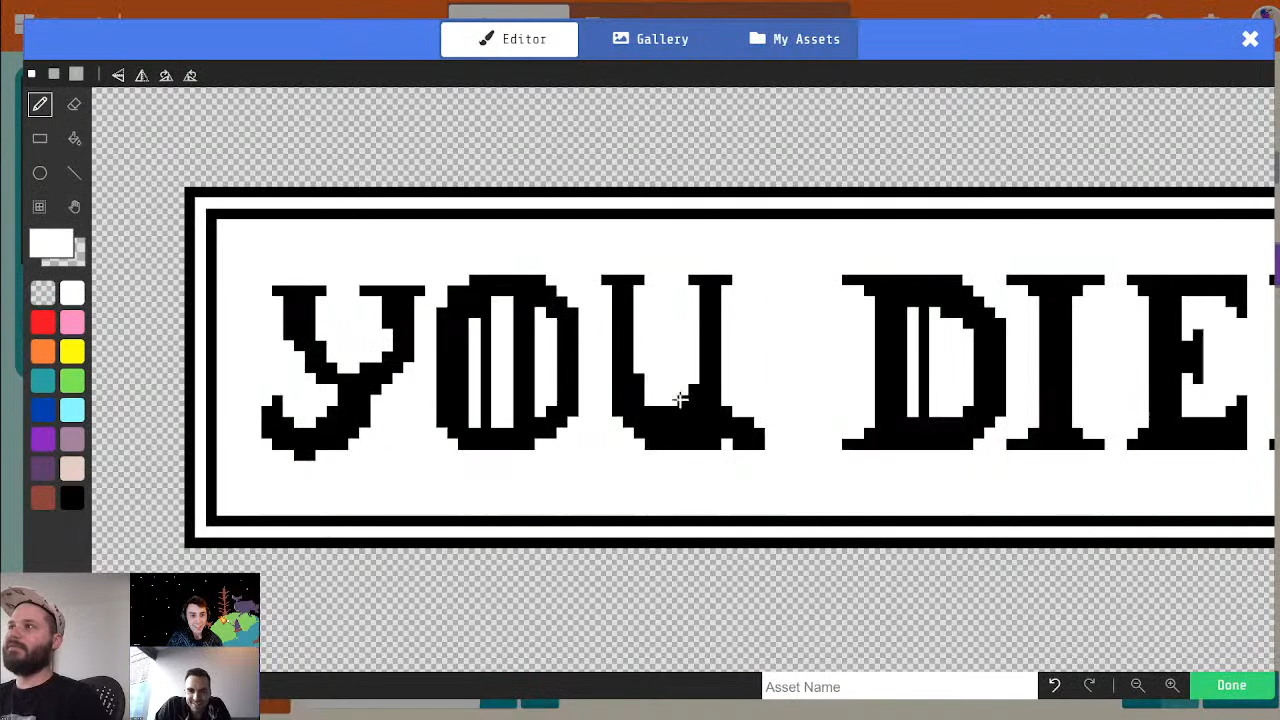 Editor
Gallery
My Assets
YOU DIE
Asset Name
Done